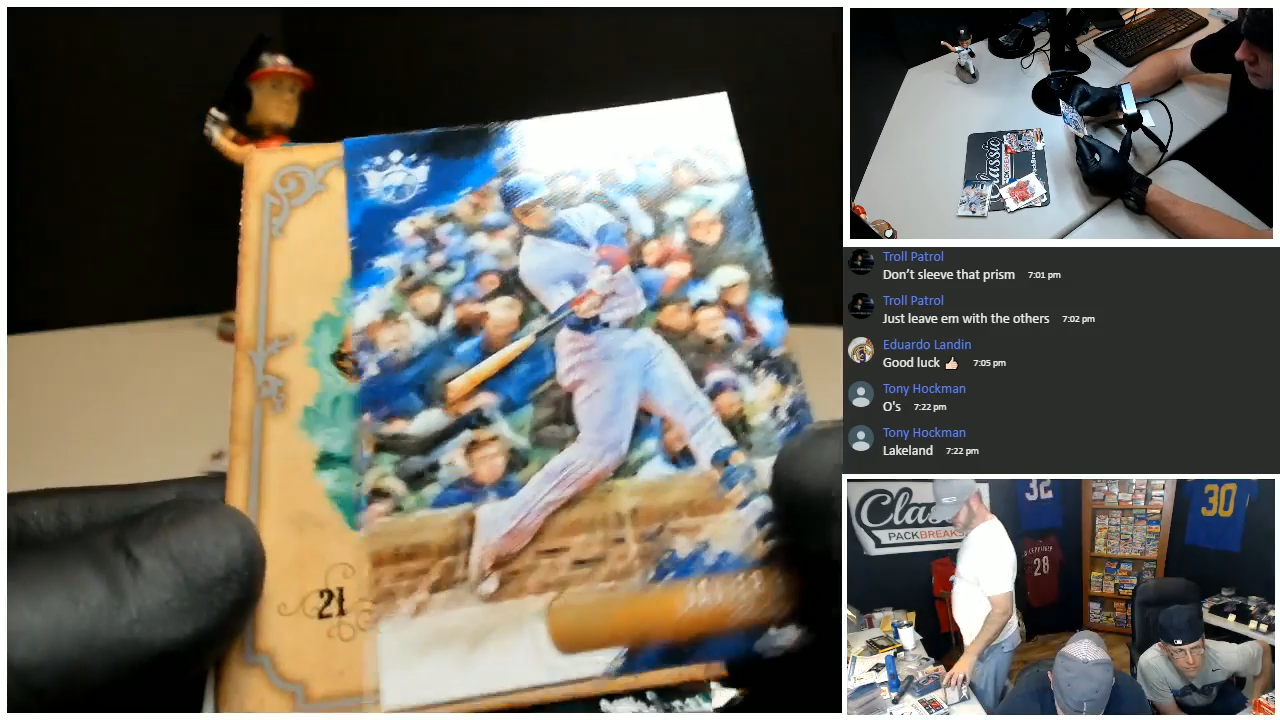 21
Classic
Troll Patrol
Don't sleeve that prism 7:01 pm
Troll Patrol
Just leave em with the others 7:02 pm
Eduardo Landin
Good luck 👍🏻 7:05 pm
Tony Hockman
O's 7:22 pm
Tony Hockman
Lakeland 7:22 pm
Clas
PACKBREAKS
32
30
28